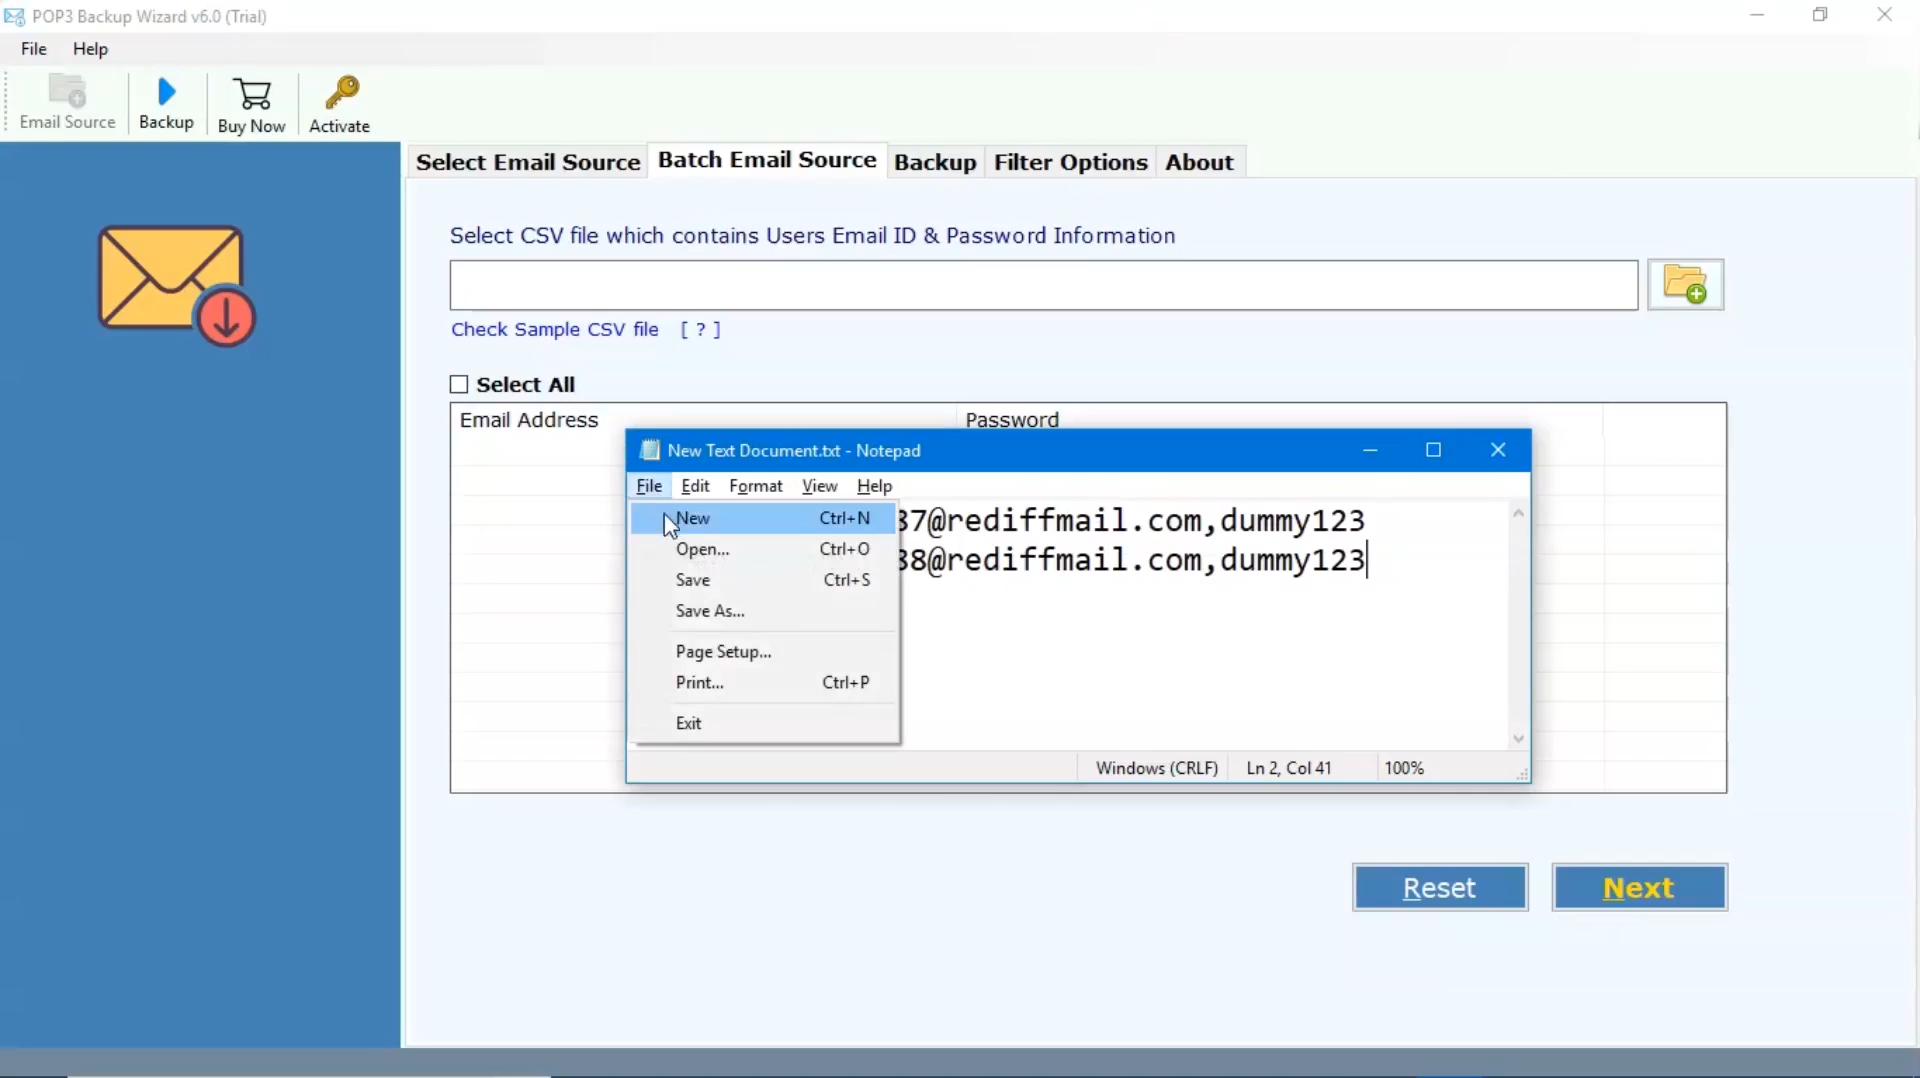 POP3 Backup Wizard v6.0 (Trial)
File Help
Email Source Backup Buy Now Activate
Select Email Source Batch Email Source Backup Filter Options About
Select CSV file which contains Users Email ID & Password Information
Check Sample CSV file [ ? ]
Select All
Email Address Password
New Text Document.txt - Notepad
File Edit Format View Help
New Ctrl+N
Open... Ctrl+O
Save Ctrl+S
Save As...
Page Setup...
Print... Ctrl+P
Exit
87@rediffmail.com,dummy123
88@rediffmail.com,dummy123
Windows (CRLF) Ln 2, Col 41 100%
Reset Next